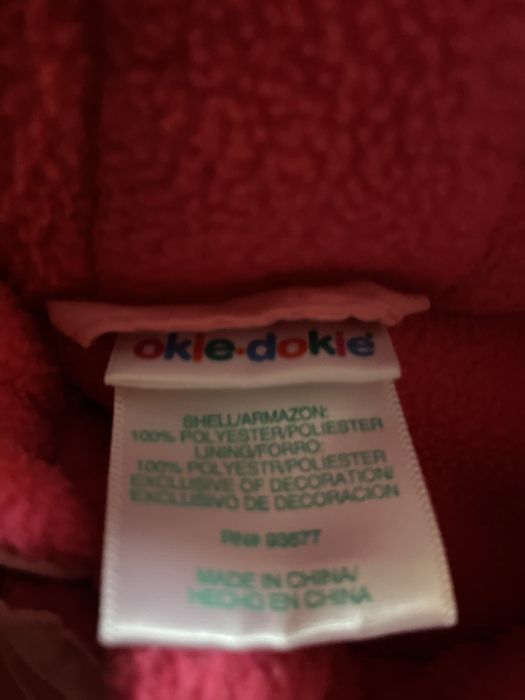 okie•dokie®
SHELL/ARMAZON:
100% POLYESTER/POLIESTER
LINING/FORRO:
100% POLYESTR/POLIESTER
EXCLUSIVE OF DECORATION/
EXCLUSIVO DE DECORACION
RN# 93677
MADE IN CHINA/
HECHO EN CHINA